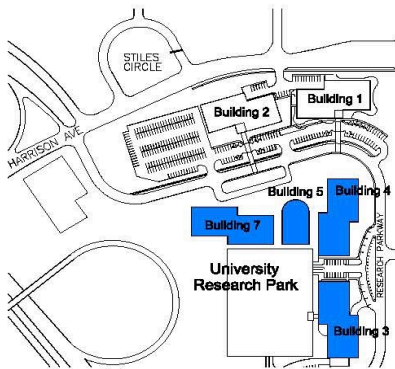 STILES
CIRCLE
Building 1
Building 2
HARRISON AVE
Building 5
Building 4
Building 7
University
Research Park
RESEARCH PARKWAY
Building 3